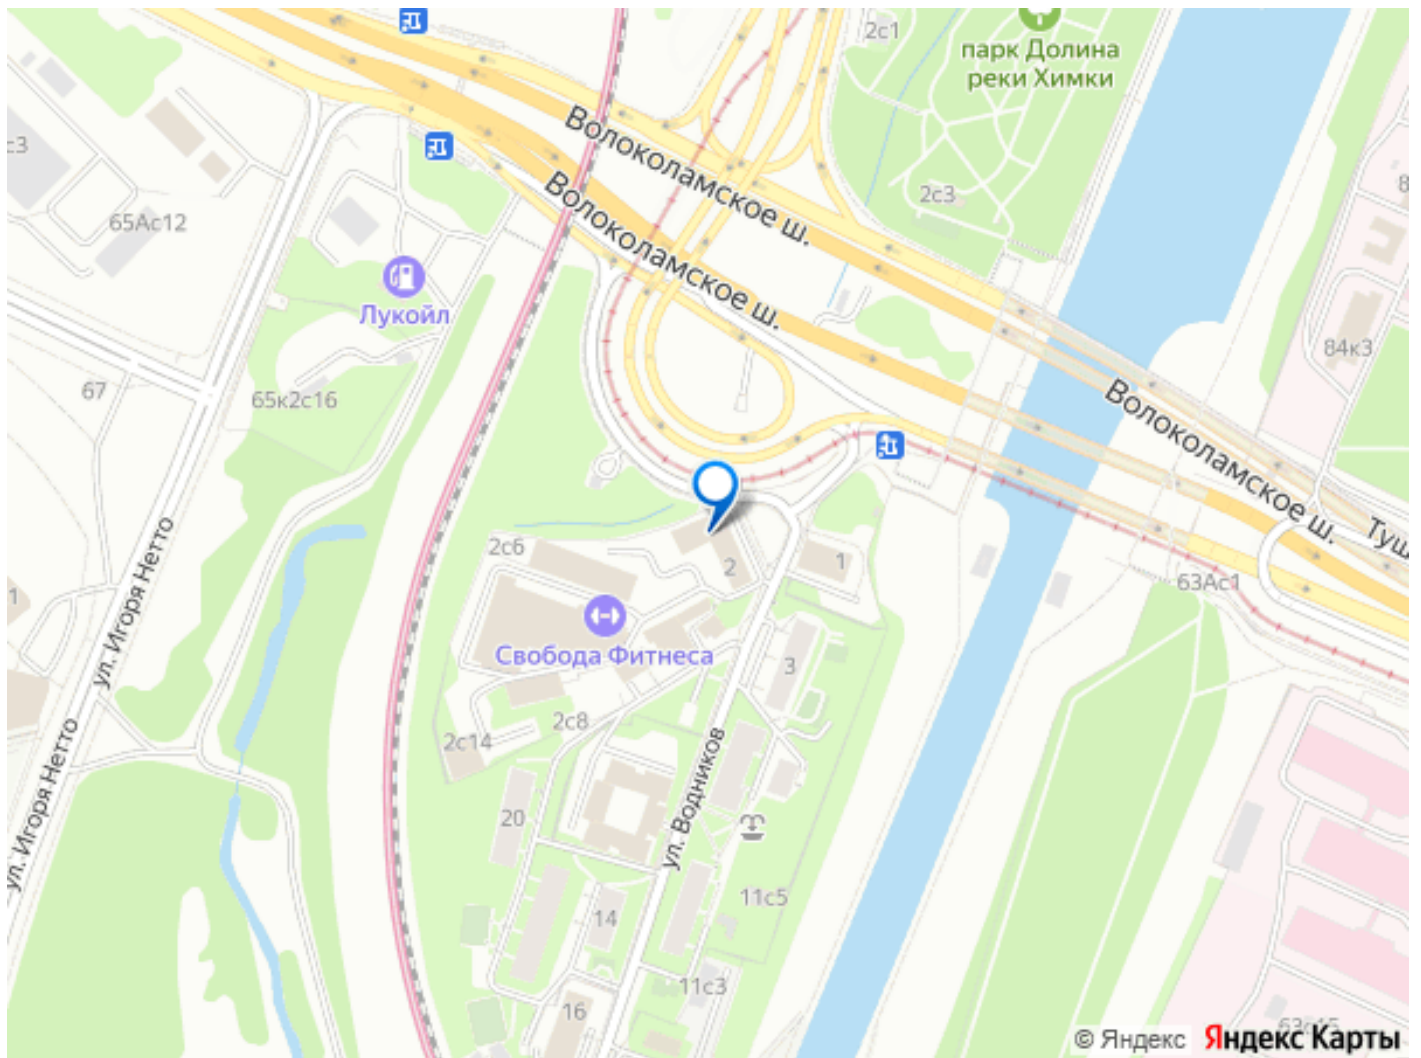 2с1
парк Долина
реки Химки
Волоколамское ш.
Волоколамское ш.
2с3
65Ас12
Лукойл
84к3
67
65к2с16
Волоколамское ш.
ул. Игоря Нетто
2с6
2
1
63Ас1
Свобода Фитнеса
3
2с8
2с14
ул. Игоря Нетто
ул. Водников
20
11с5
14
11с3
16
© Яндекс
Яндекс Карты